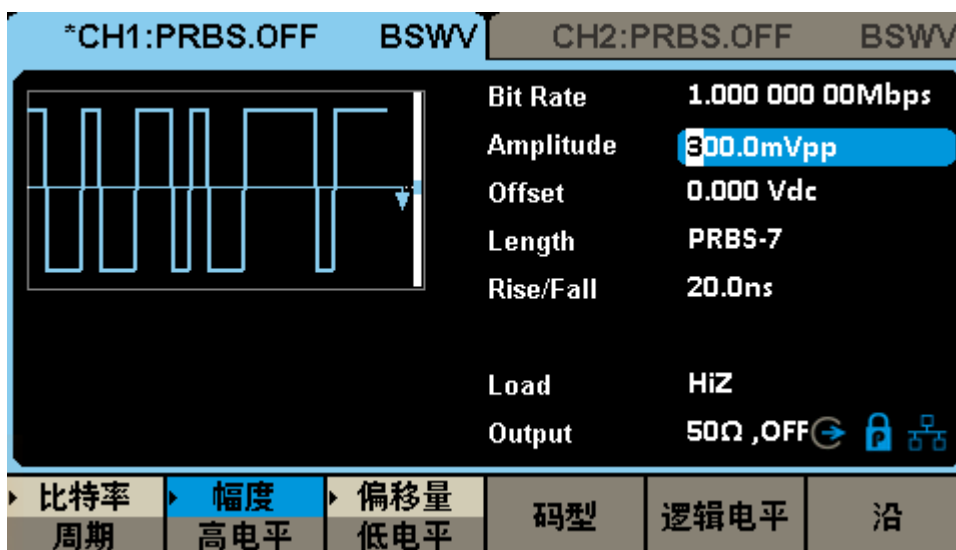 *CH1:PRBS.OFF BSWV CH2:PRBS.OFF BSWV
Bit Rate 1.000 000 00Mbps
Amplitude 300.0mVpp
Offset 0.000 Vdc
Length PRBS-7
Rise/Fall 20.0ns
Load HiZ
Output 50Ω ,OFF P
比特率 幅度 偏移量
周期 高电平 低电平 码型 逻辑电平 沿